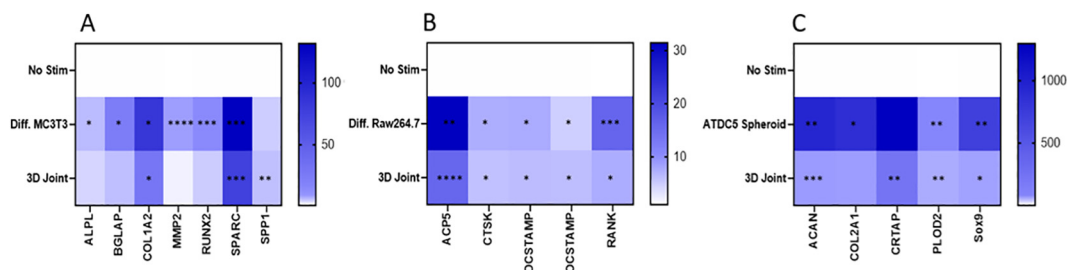 A
No Stim
Diff. MC3T3
3D Joint
* * * **** *** ***
* *** **
ALPL
BGLAP
COL1A2
MMP2
RUNX2
SPARC
SPP1
100
50
B
No Stim
Diff. Raw264.7
3D Joint
** * * * ***
**** * * * *
ACP5
CTSK
CSTAMP
CSTAMP
RANK
30
20
10
C
No Stim
ATDC5 Spheroid
3D Joint
** * ** **
*** ** ** *
ACAN
COL2A1
CRTAP
PLOD2
Sox9
1000
500